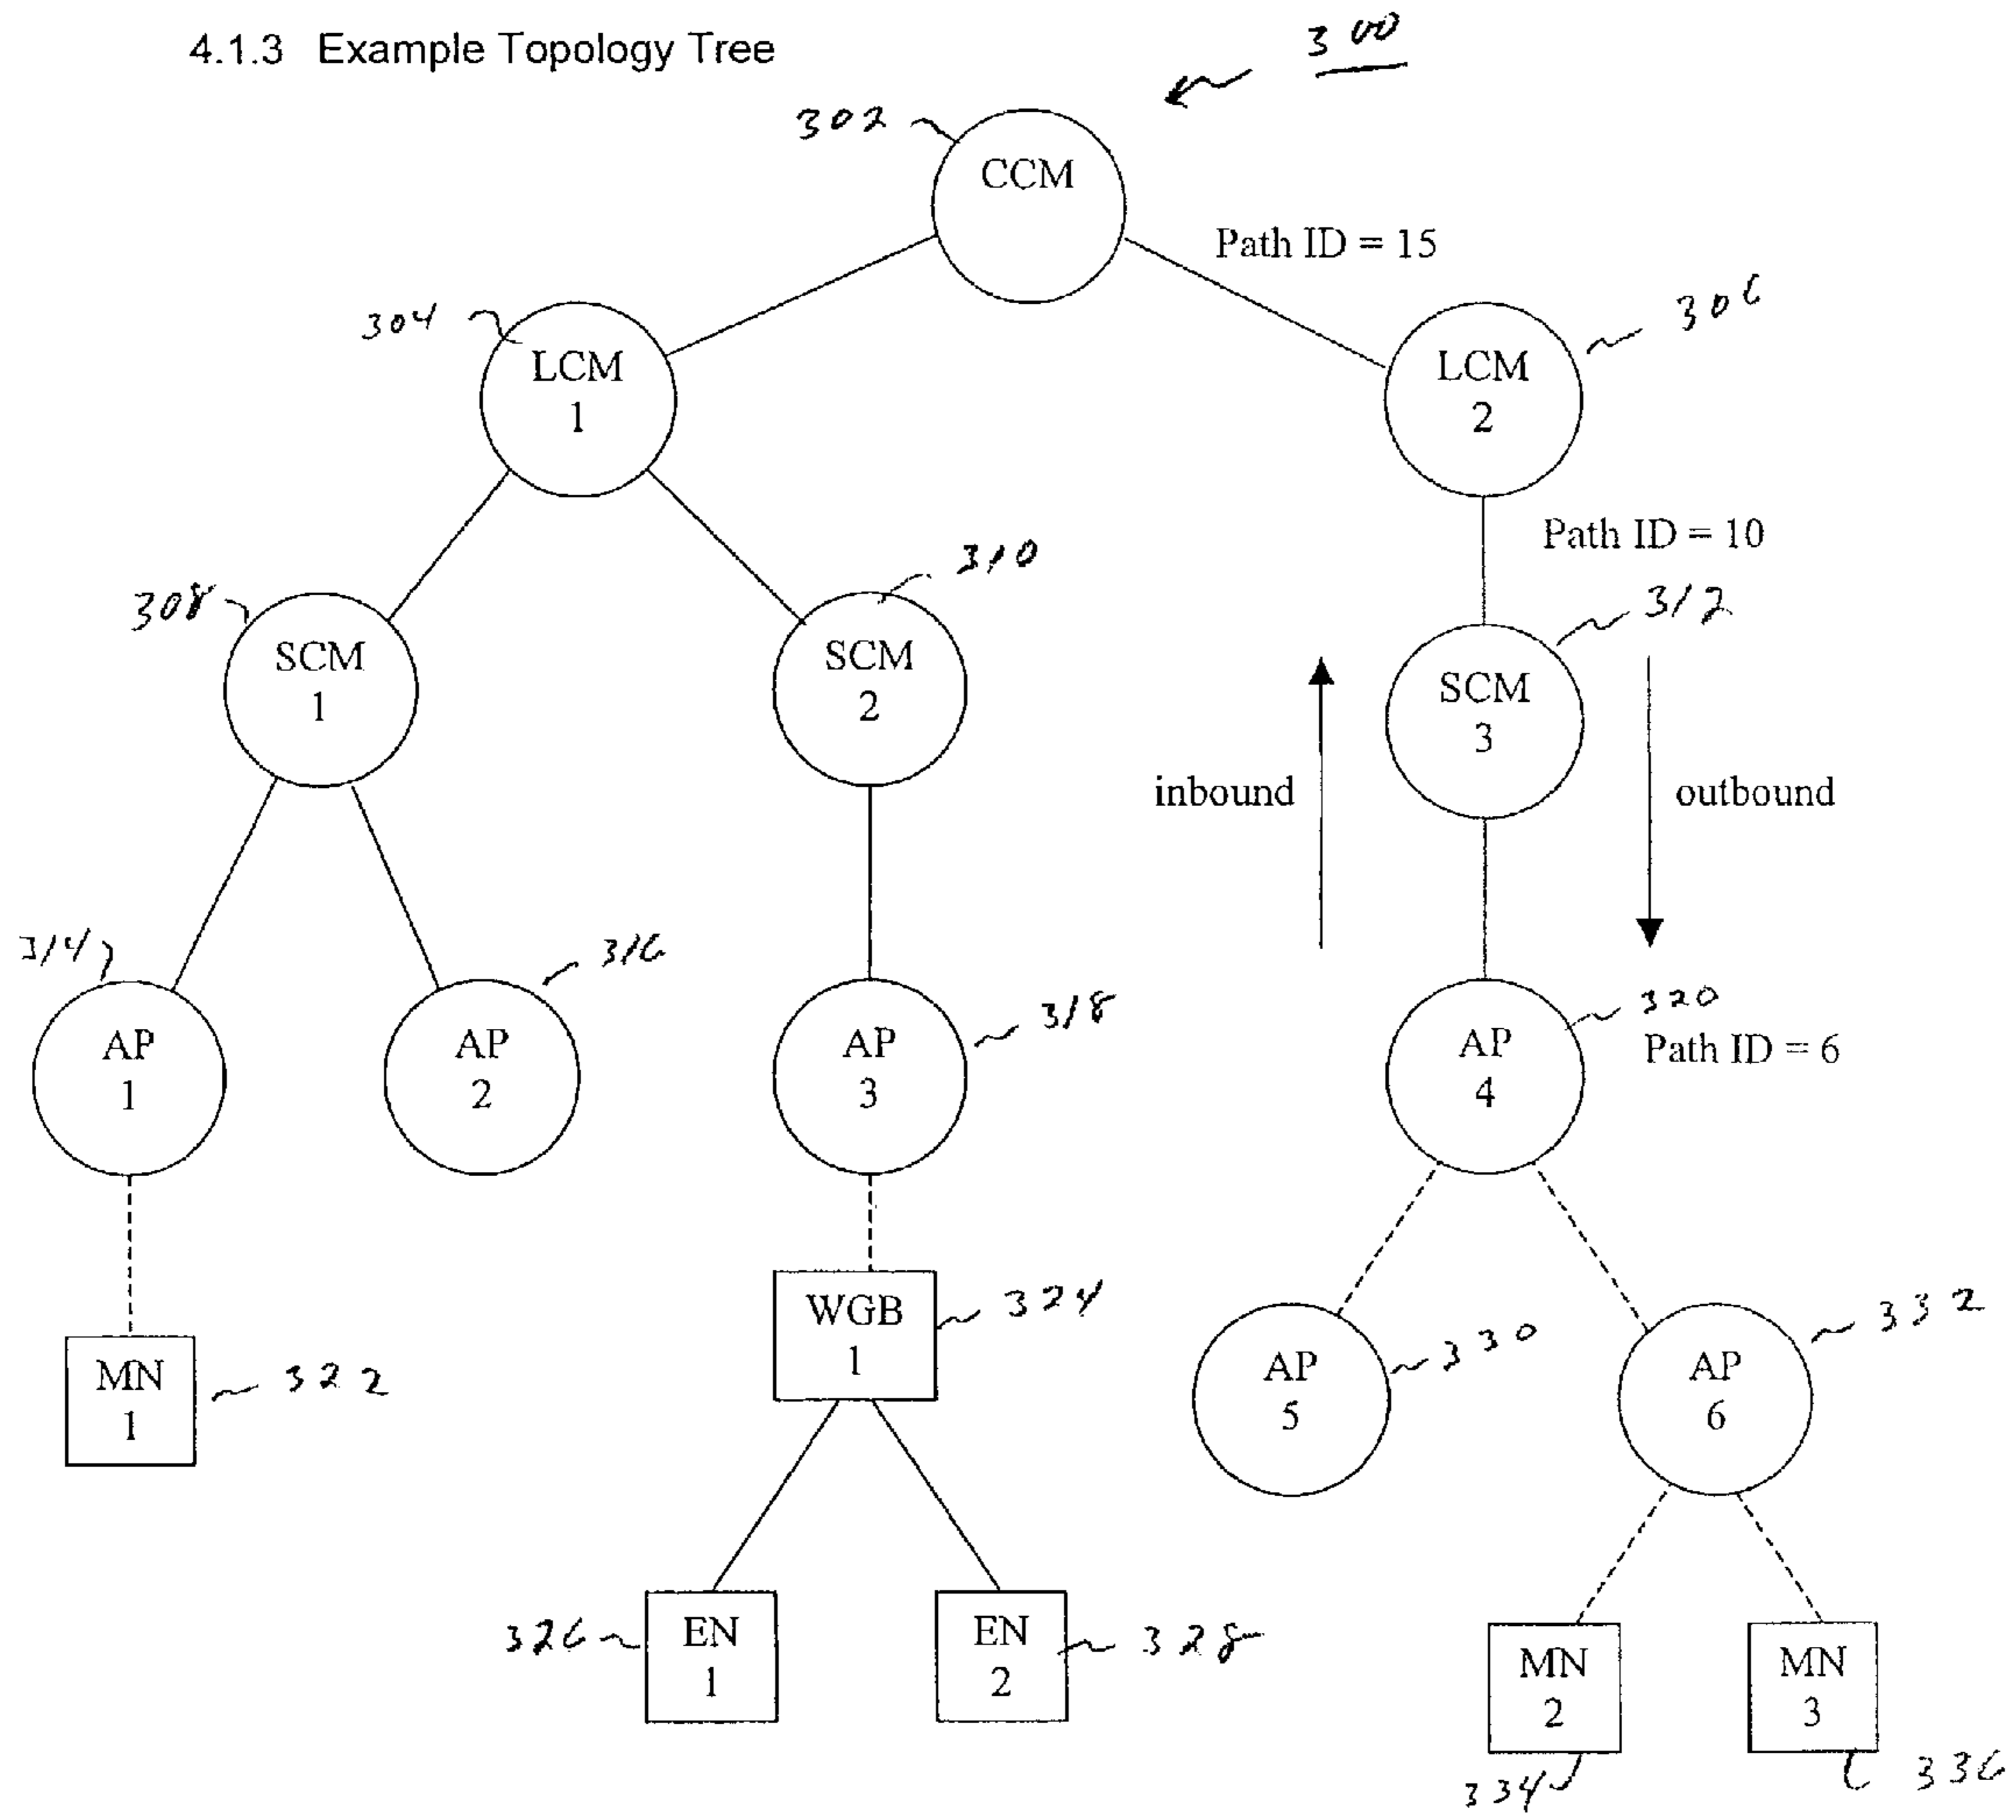 4.1.3 Example Topology Tree
300
302
CCM
Path ID = 15
304
LCM
1
306
LCM
2
Path ID = 10
308
SCM
1
310
SCM
2
312
SCM
3
inbound
outbound
314
AP
1
316
AP
2
318
AP
3
320
AP
4
Path ID = 6
MN
1
322
WGB
1
324
AP
5
330
AP
6
332
326
EN
1
EN
2
328
MN
2
334
MN
3
336